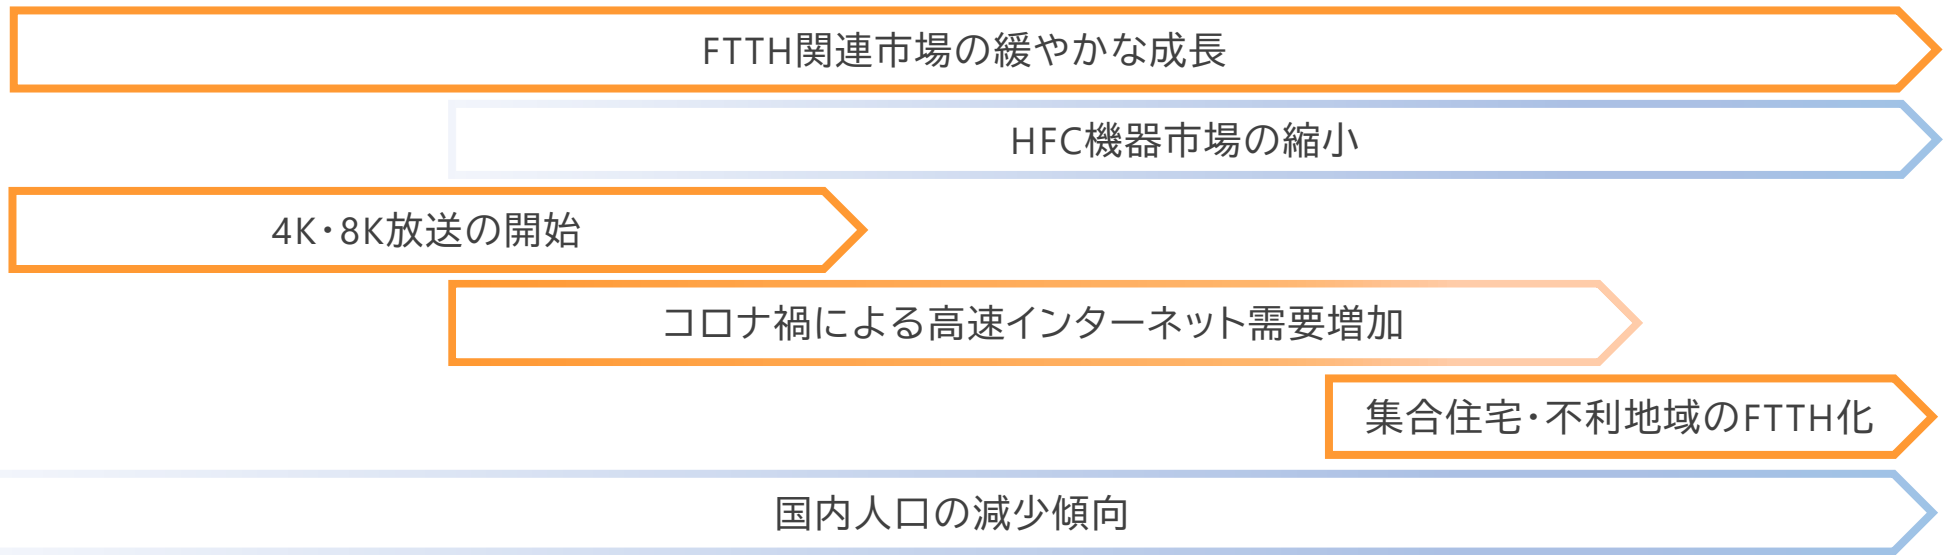 FTTH関連市場の緩やかな成長
HFC機器市場の縮小
4K・8K放送の開始
コロナ禍による高速インターネット需要増加
集合住宅・不利地域のFTTH化
国内人口の減少傾向